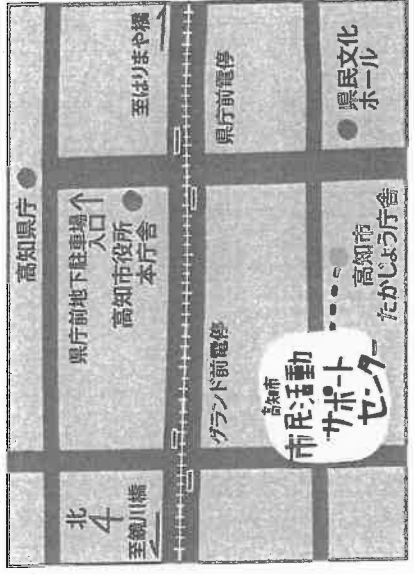 高知県庁
県庁前地下駐車場
入口
高知市役所
本庁舎
北
至鏡川橋
至はりまや橋
グランド前電停
県庁前電停
高知市
市民活動
サポート
センター
高知市
たかじょう庁舎
県民文化
ホール